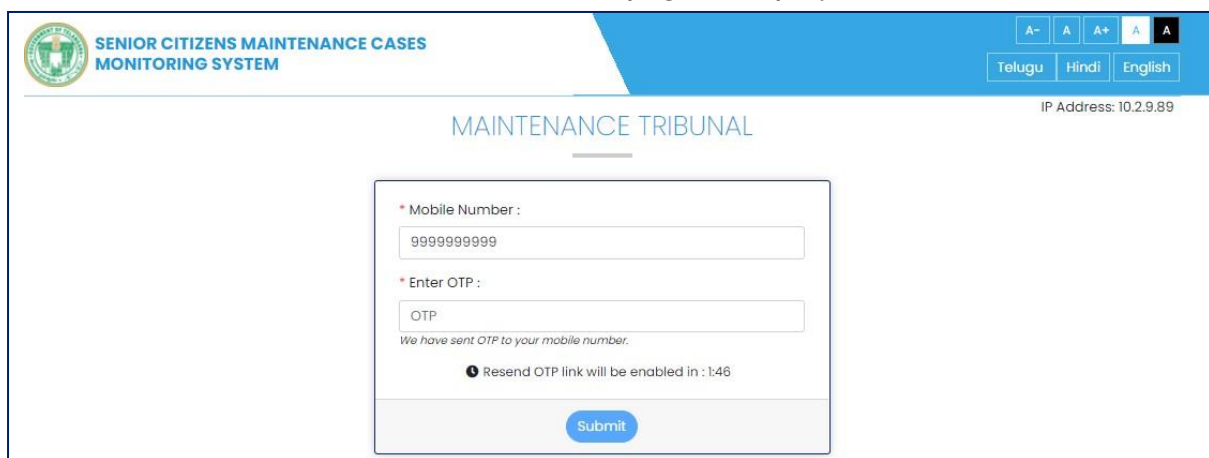 SENIOR CITIZENS MAINTENANCE CASES
MONITORING SYSTEM
A- A A+ A A
Telugu Hindi English
IP Address: 10.2.9.89
MAINTENANCE TRIBUNAL
* Mobile Number :
9999999999
* Enter OTP :
OTP
We have sent OTP to your mobile number.
Resend OTP link will be enabled in : 1:46
Submit